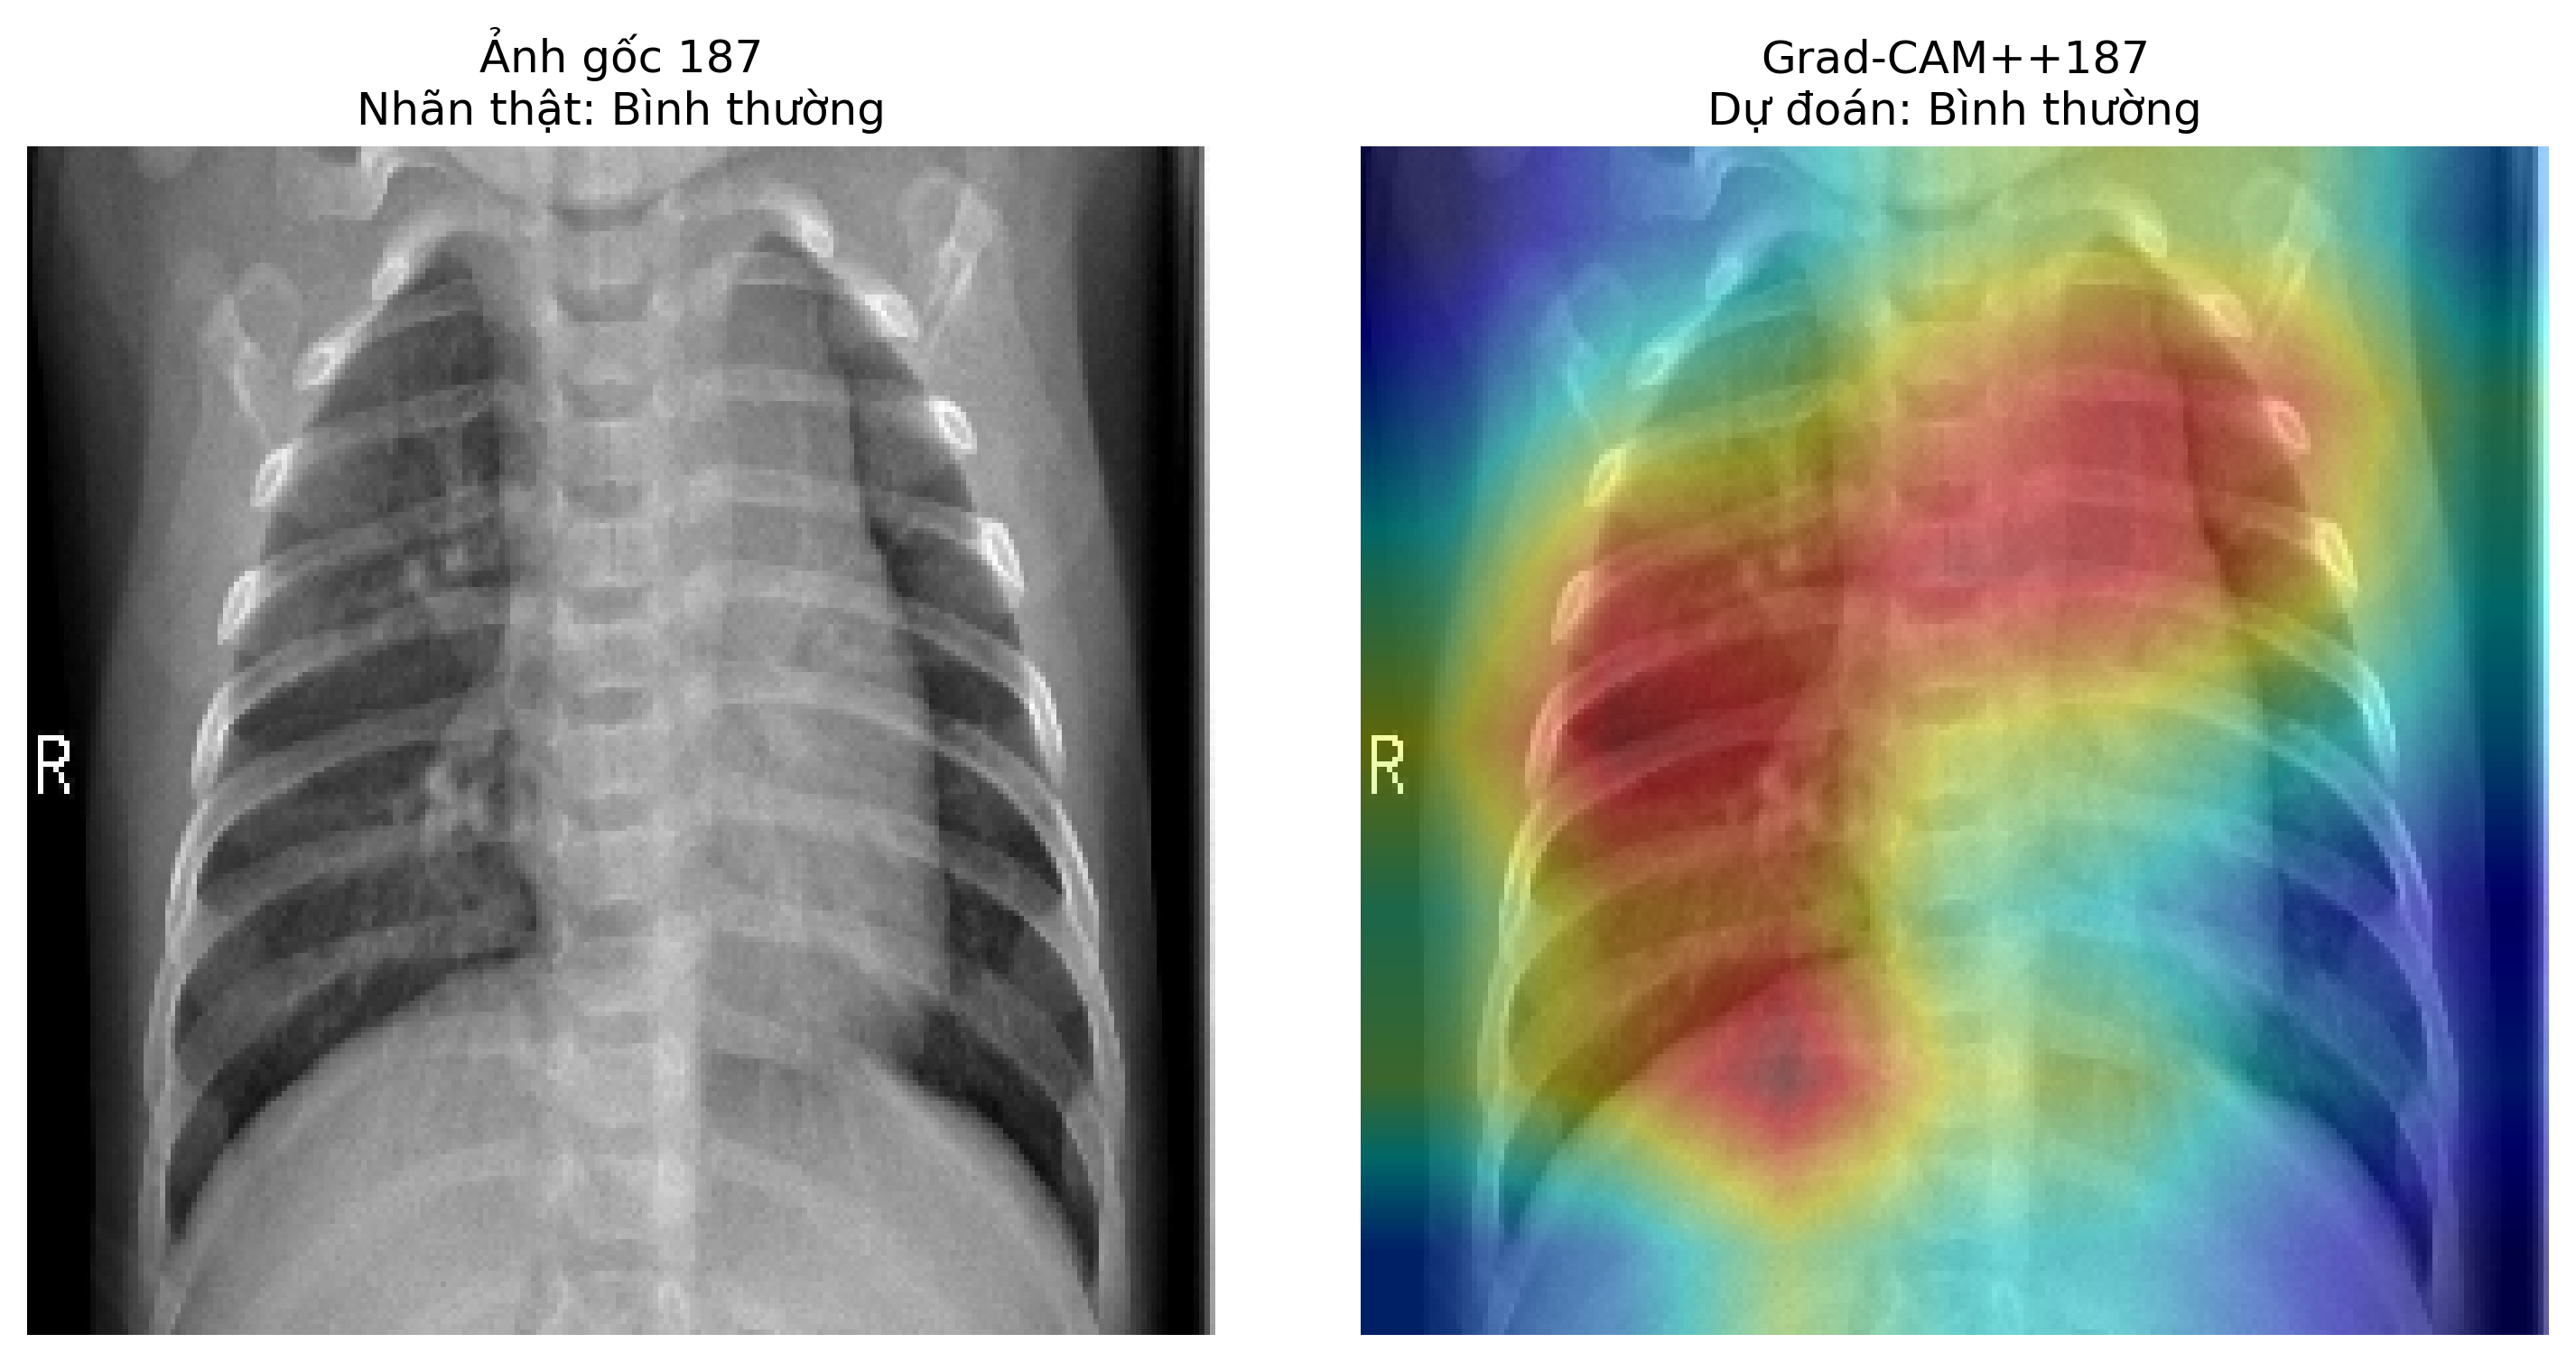 Ảnh gốc 187
Nhãn thật: Bình thường
Grad-CAM++187
Dự đoán: Bình thường
R
R